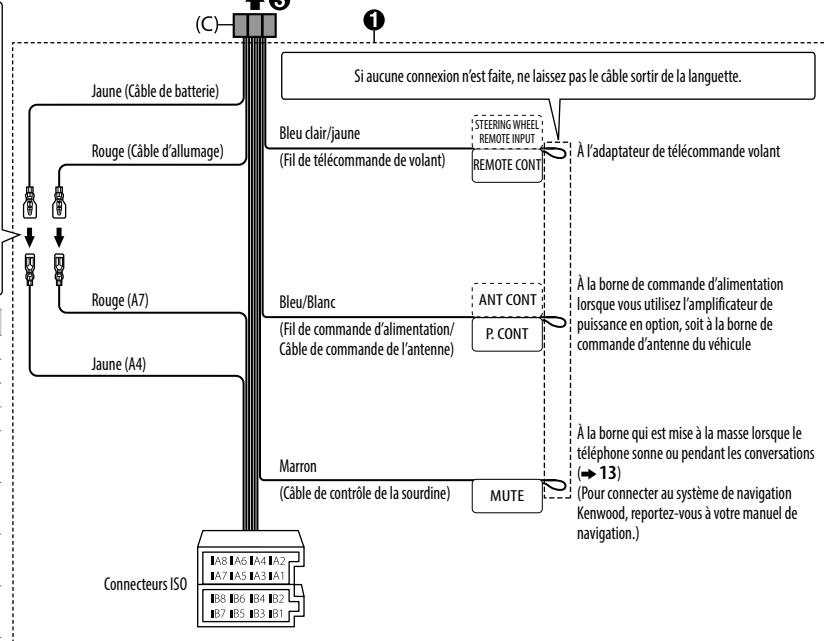 3
(C)
1
Si aucune connexion n'est faite, ne laissez pas le câble sortir de la languette.
Jaune (Câble de batterie)
Rouge (Câble d'allumage)
Bleu clair/jaune
(Fil de télécommande de volant)
STEERING WHEEL
REMOTE INPUT
REMOTE CONT
À l'adaptateur de télécommande volant
Rouge (A7)
Jaune (A4)
Bleu/Blanc
(Fil de commande d'alimentation/
Câble de commande de l'antenne)
ANT CONT
P. CONT
À la borne de commande d'alimentation
lorsque vous utilisez l'amplificateur de
puissance en option, soit à la borne de
commande d'antenne du véhicule
Marron
(Câble de contrôle de la sourdine)
MUTE
À la borne qui est mise à la masse lorsque le
téléphone sonne ou pendant les conversations
(➡ 13)
(Pour connecter au système de navigation
Kenwood, reportez-vous à votre manuel de
navigation.)
Connecteurs ISO
A8 A6 A4 A2
A7 A5 A3 A1
B8 B6 B4 B2
B7 B5 B3 B1